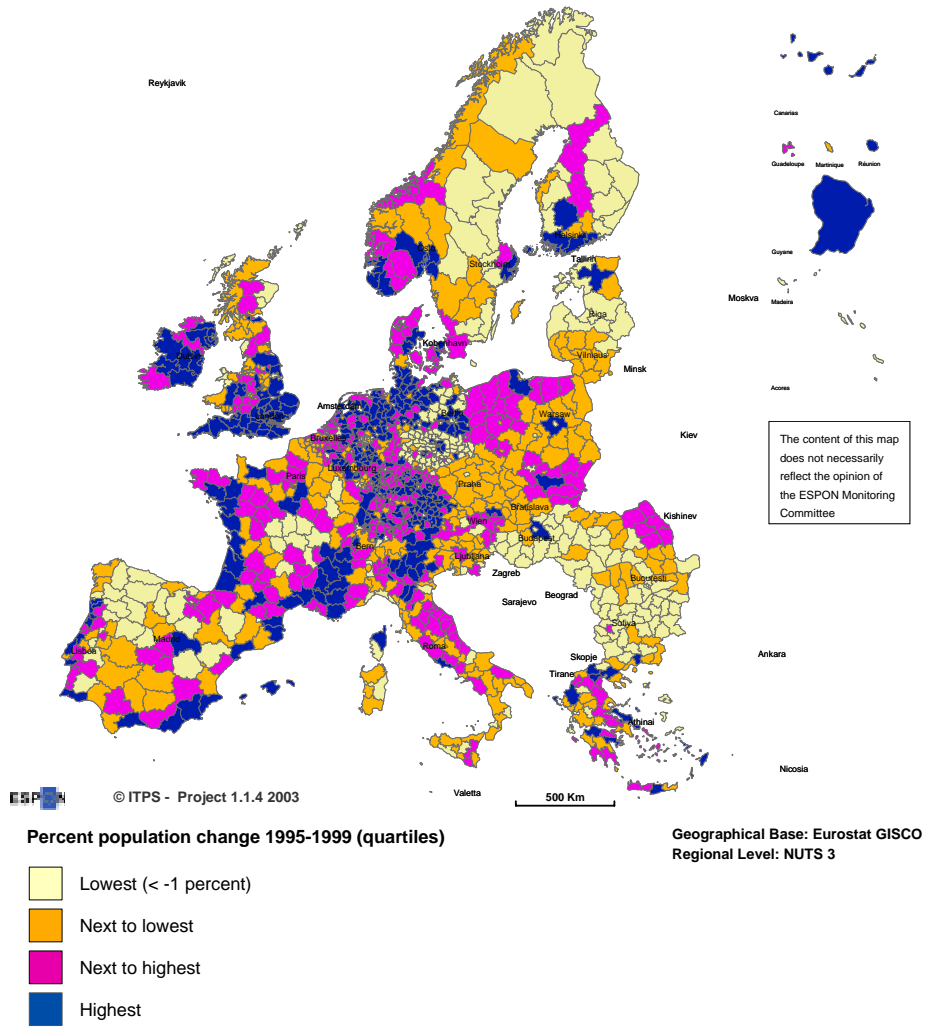 Reykjavik
Canarias
Guadeloupe
Martinique
Réunion
Guyane
Oslo
Helsinki
Stockholm
Tallinn
Moskva
Madeira
Riga
København
Vilniaus
Minsk
Dublin
Acores
London
Amsterdam
Berlin
Warsaw
Bruxelles
Kiev
The content of this map
does not necessarily
reflect the opinion of
the ESPON Monitoring
Committee
Luxembourg
Paris
Praha
Bratislava
Kishinev
Wien
Budapest
Bern
Ljubljana
Zagreb
Bucuresti
Beograd
Sarajevo
Sofiya
Madrid
Lisboa
Roma
Skopje
Ankara
Tirane
Athinai
Nicosia
Valetta
ESPON
© ITPS - Project 1.1.4 2003
500 Km
Percent population change 1995-1999 (quartiles)
Geographical Base: Eurostat GISCO
Regional Level: NUTS 3
Lowest (< -1 percent)
Next to lowest
Next to highest
Highest